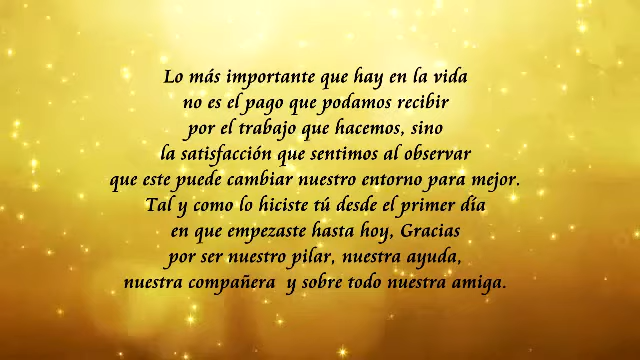 Lo más importante que hay en la vida
no es el pago que podamos recibir
por el trabajo que hacemos, sino
la satisfacción que sentimos al observar
que este puede cambiar nuestro entorno para mejor.
Tal y como lo hiciste tú desde el primer día
en que empezaste hasta hoy, Gracias
por ser nuestro pilar, nuestra ayuda,
nuestra compañera  y sobre todo nuestra amiga.